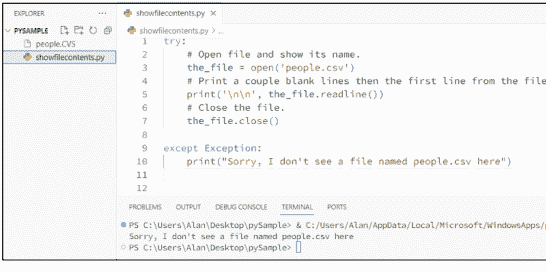 EXPLORER
...
showfilecontents.py
PYSAMPLE
people.CVS
showfilecontents.py
showfilecontents.py > ...
1 try:
2 # Open file and show its name.
3 the_file = open('people.csv')
4 # Print a couple blank lines then the first line from the file
5 print('\n\n', the_file.readline())
6 # Close the file.
7 the_file.close()
8
9 except Exception:
10 print("Sorry, I don't see a file named people.csv here")
11
12
PROBLEMS OUTPUT DEBUG CONSOLE TERMINAL PORTS
PS C:\Users\Alan\Desktop\pySample> & C:/Users/Alan/AppData/Local/Microsoft/WindowsApps/
Sorry, I don't see a file named people.csv here
PS C:\Users\Alan\Desktop\pySample>